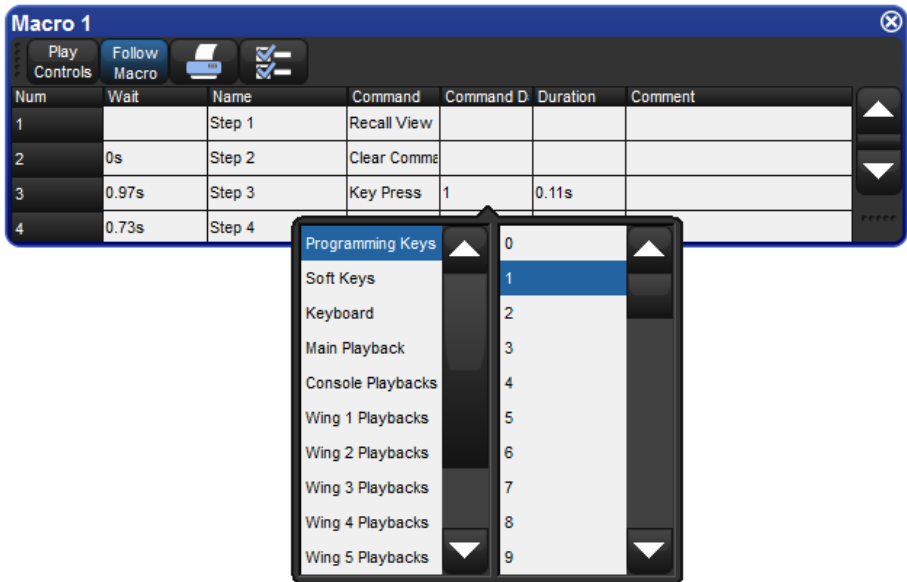 Macro 1
Play Controls
Follow Macro
Num Wait Name Command Command D Duration Comment
1 Step 1 Recall View
2 0s Step 2 Clear Comma
3 0.97s Step 3 Key Press 1 0.11s
4 0.73s Step 4
Programming Keys 0
Soft Keys 1
Keyboard 2
Main Playback 3
Console Playbacks 4
Wing 1 Playbacks 5
Wing 2 Playbacks 6
Wing 3 Playbacks 7
Wing 4 Playbacks 8
Wing 5 Playbacks 9